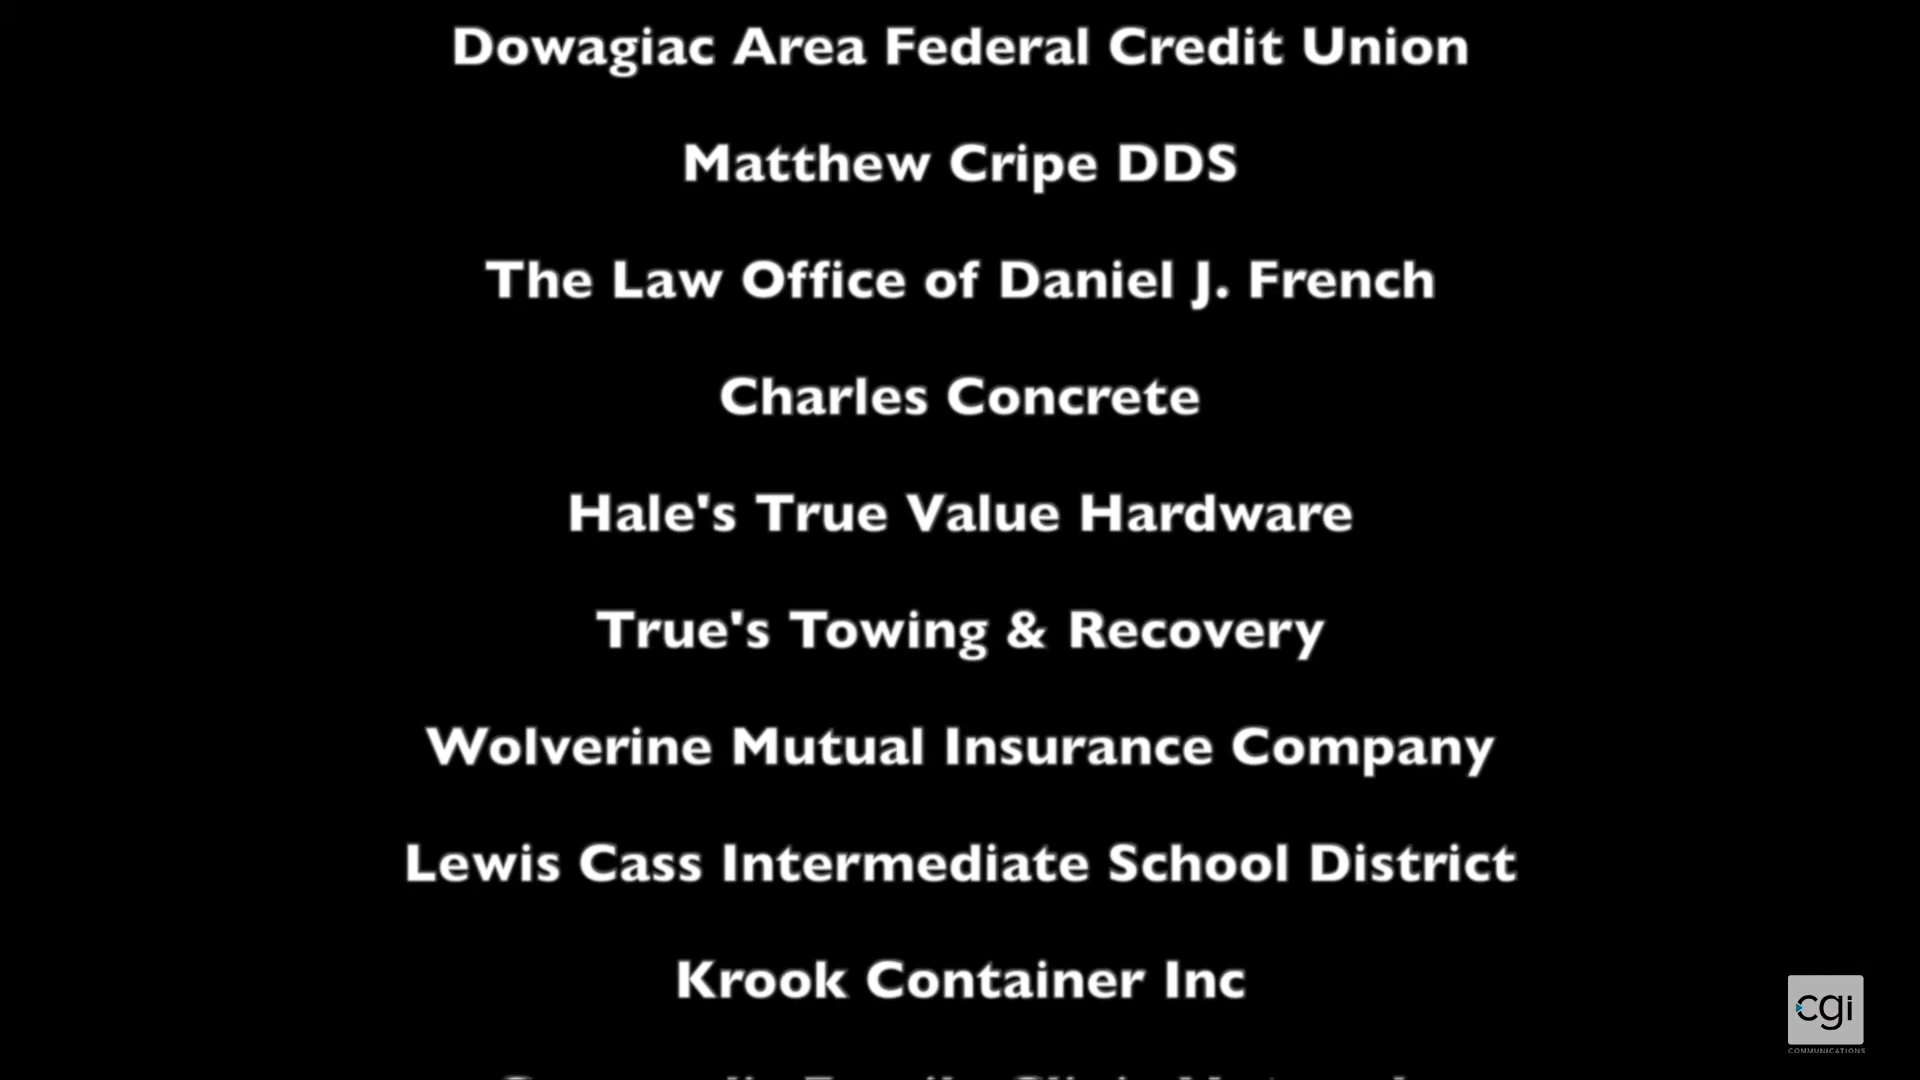 Dowagiac Area Federal Credit Union
Matthew Cripe DDS
The Law Office of Daniel J. French
Charles Concrete
Hale's True Value Hardware
True's Towing & Recovery
Wolverine Mutual Insurance Company
Lewis Cass Intermediate School District
Krook Container Inc
cgi
COMMUNICATIONS